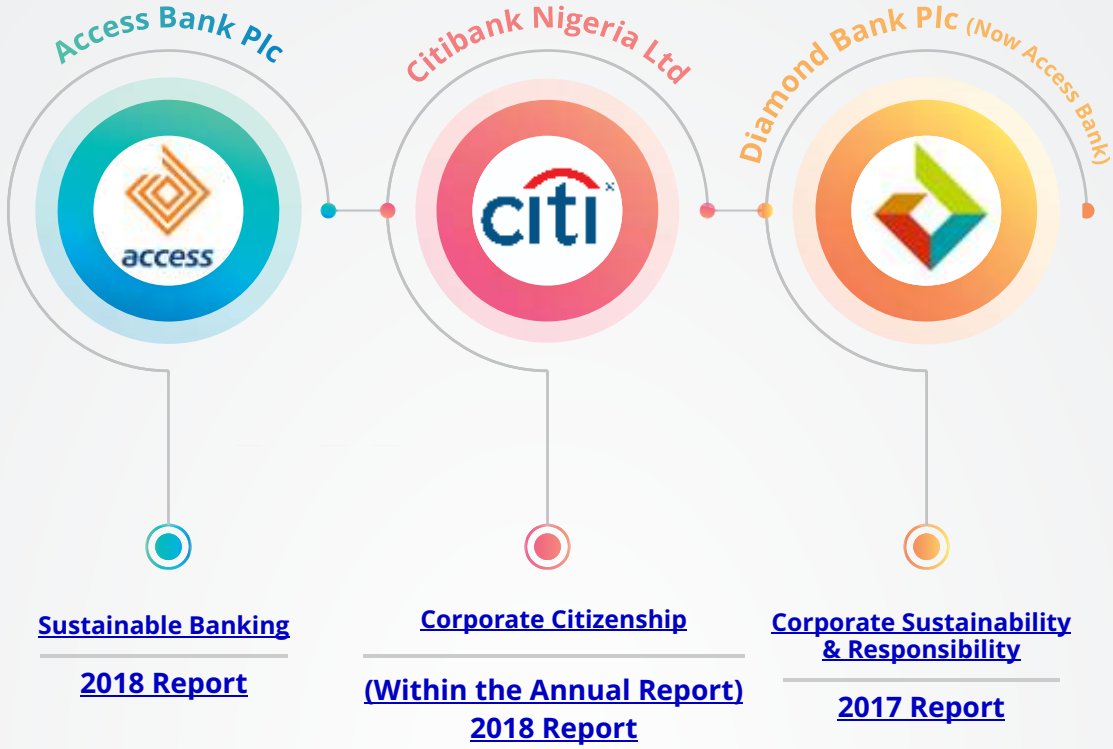 Access Bank Plc
Citibank Nigeria Ltd
Diamond Bank Plc (Now Access Bank)
access
citi
Sustainable Banking
2018 Report
Corporate Citizenship
(Within the Annual Report)
2018 Report
Corporate Sustainability
& Responsibility
2017 Report